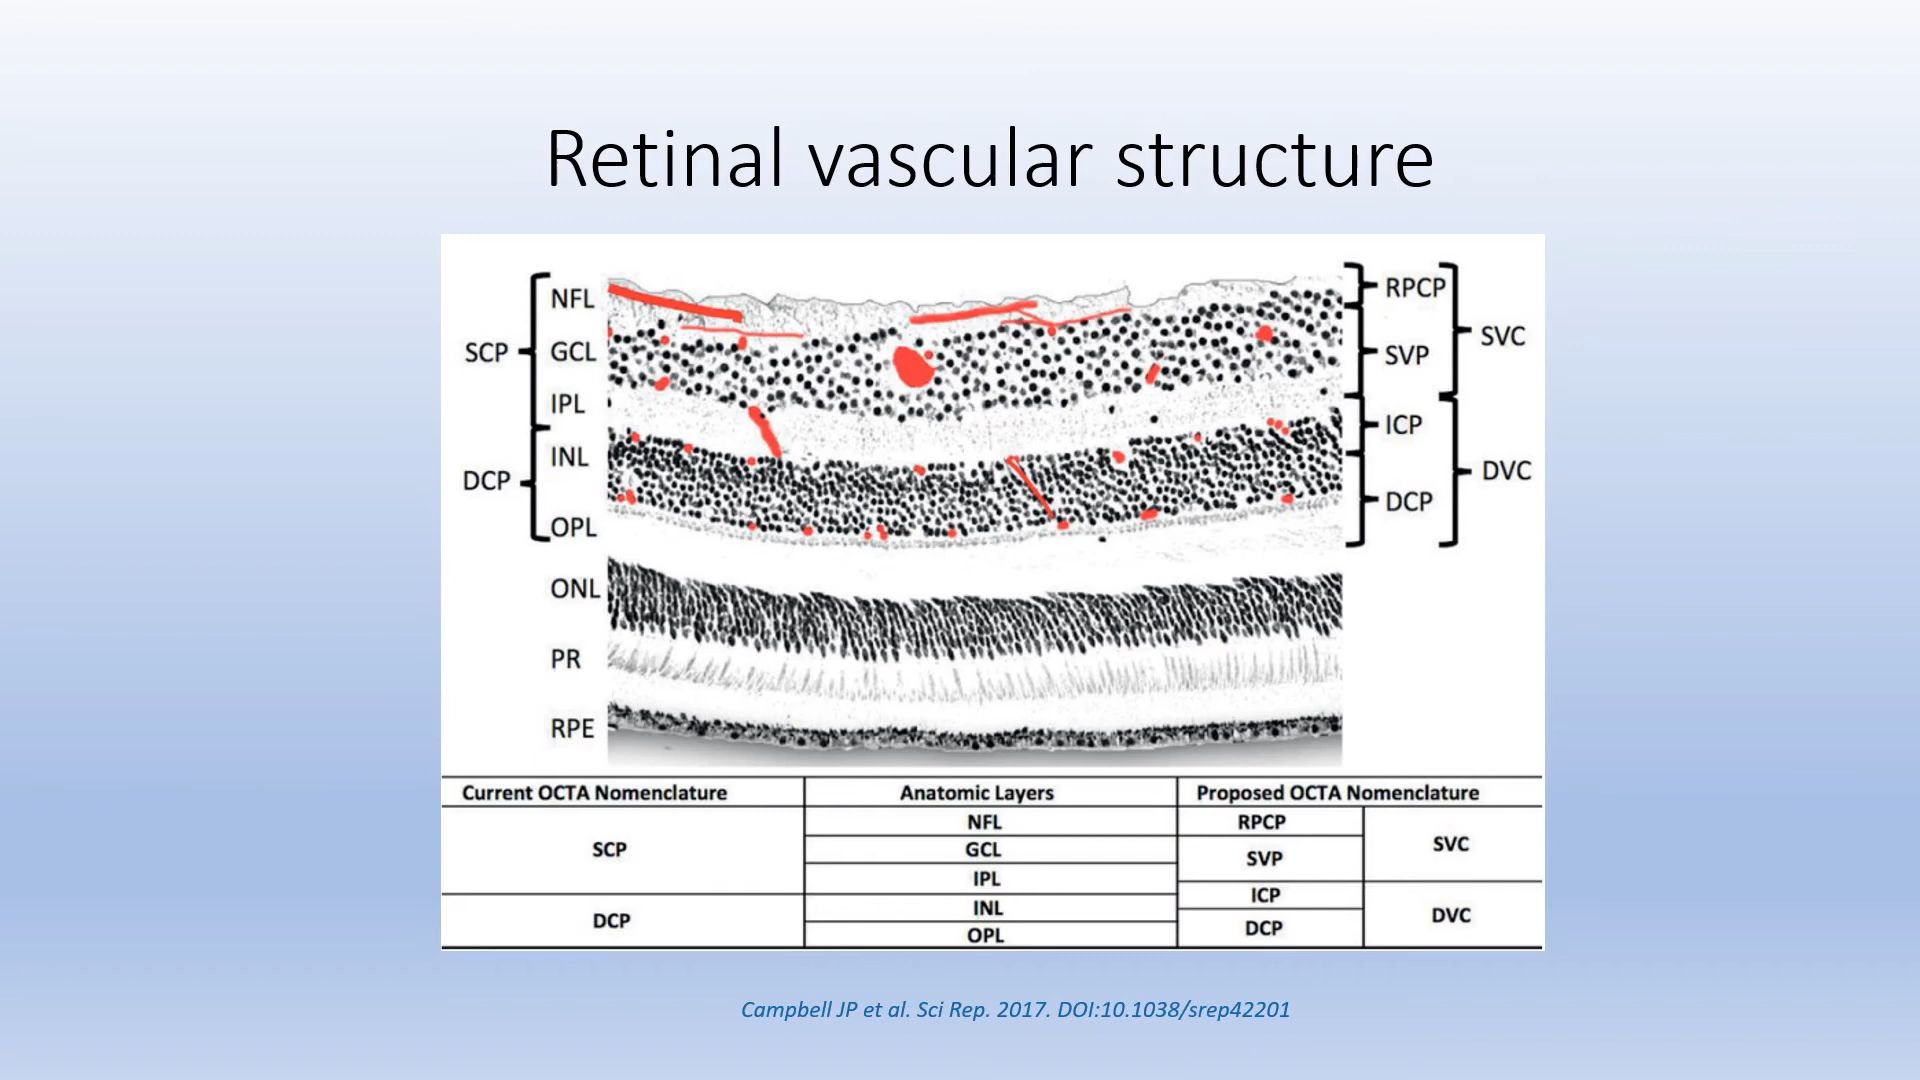 Retinal vascular structure
NFL
GCL
IPL
INL
OPL
ONL
PR
RPE
SCP
DCP
RPCP
SVP
ICP
DCP
SVC
DVC
Current OCTA Nomenclature Anatomic Layers Proposed OCTA Nomenclature
SCP
DCP
NFL
GCL
IPL
INL
OPL
RPCP
SVP
ICP
DCP
SVC
DVC
Campbell JP et al. Sci Rep. 2017. DOI:10.1038/srep42201